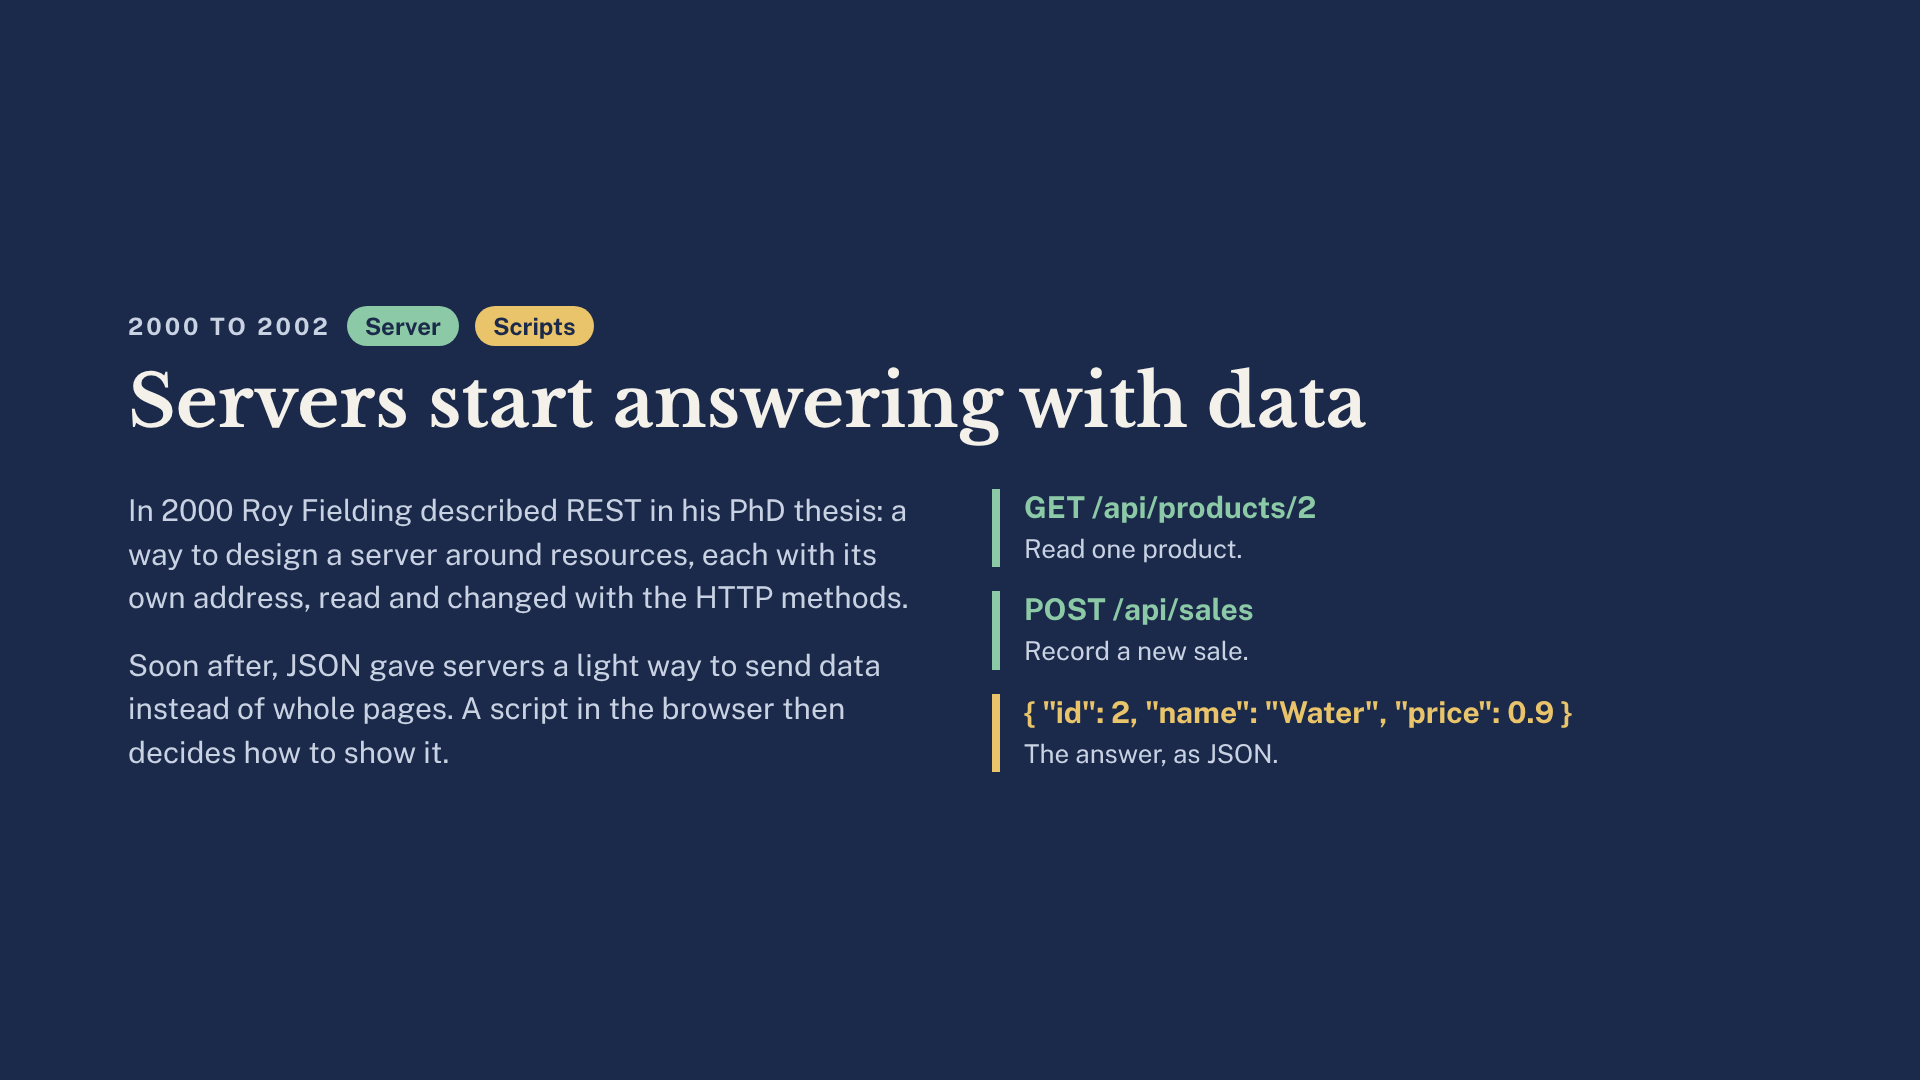 2000 TO 2002
Server
Scripts
Servers start answering with data
In 2000 Roy Fielding described REST in his PhD thesis: a
way to design a server around resources, each with its
own address, read and changed with the HTTP methods.
Soon after, JSON gave servers a light way to send data
instead of whole pages. A script in the browser then
decides how to show it.
GET /api/products/2
Read one product.
POST /api/sales
Record a new sale.
{ "id": 2, "name": "Water", "price": 0.9 }
The answer, as JSON.